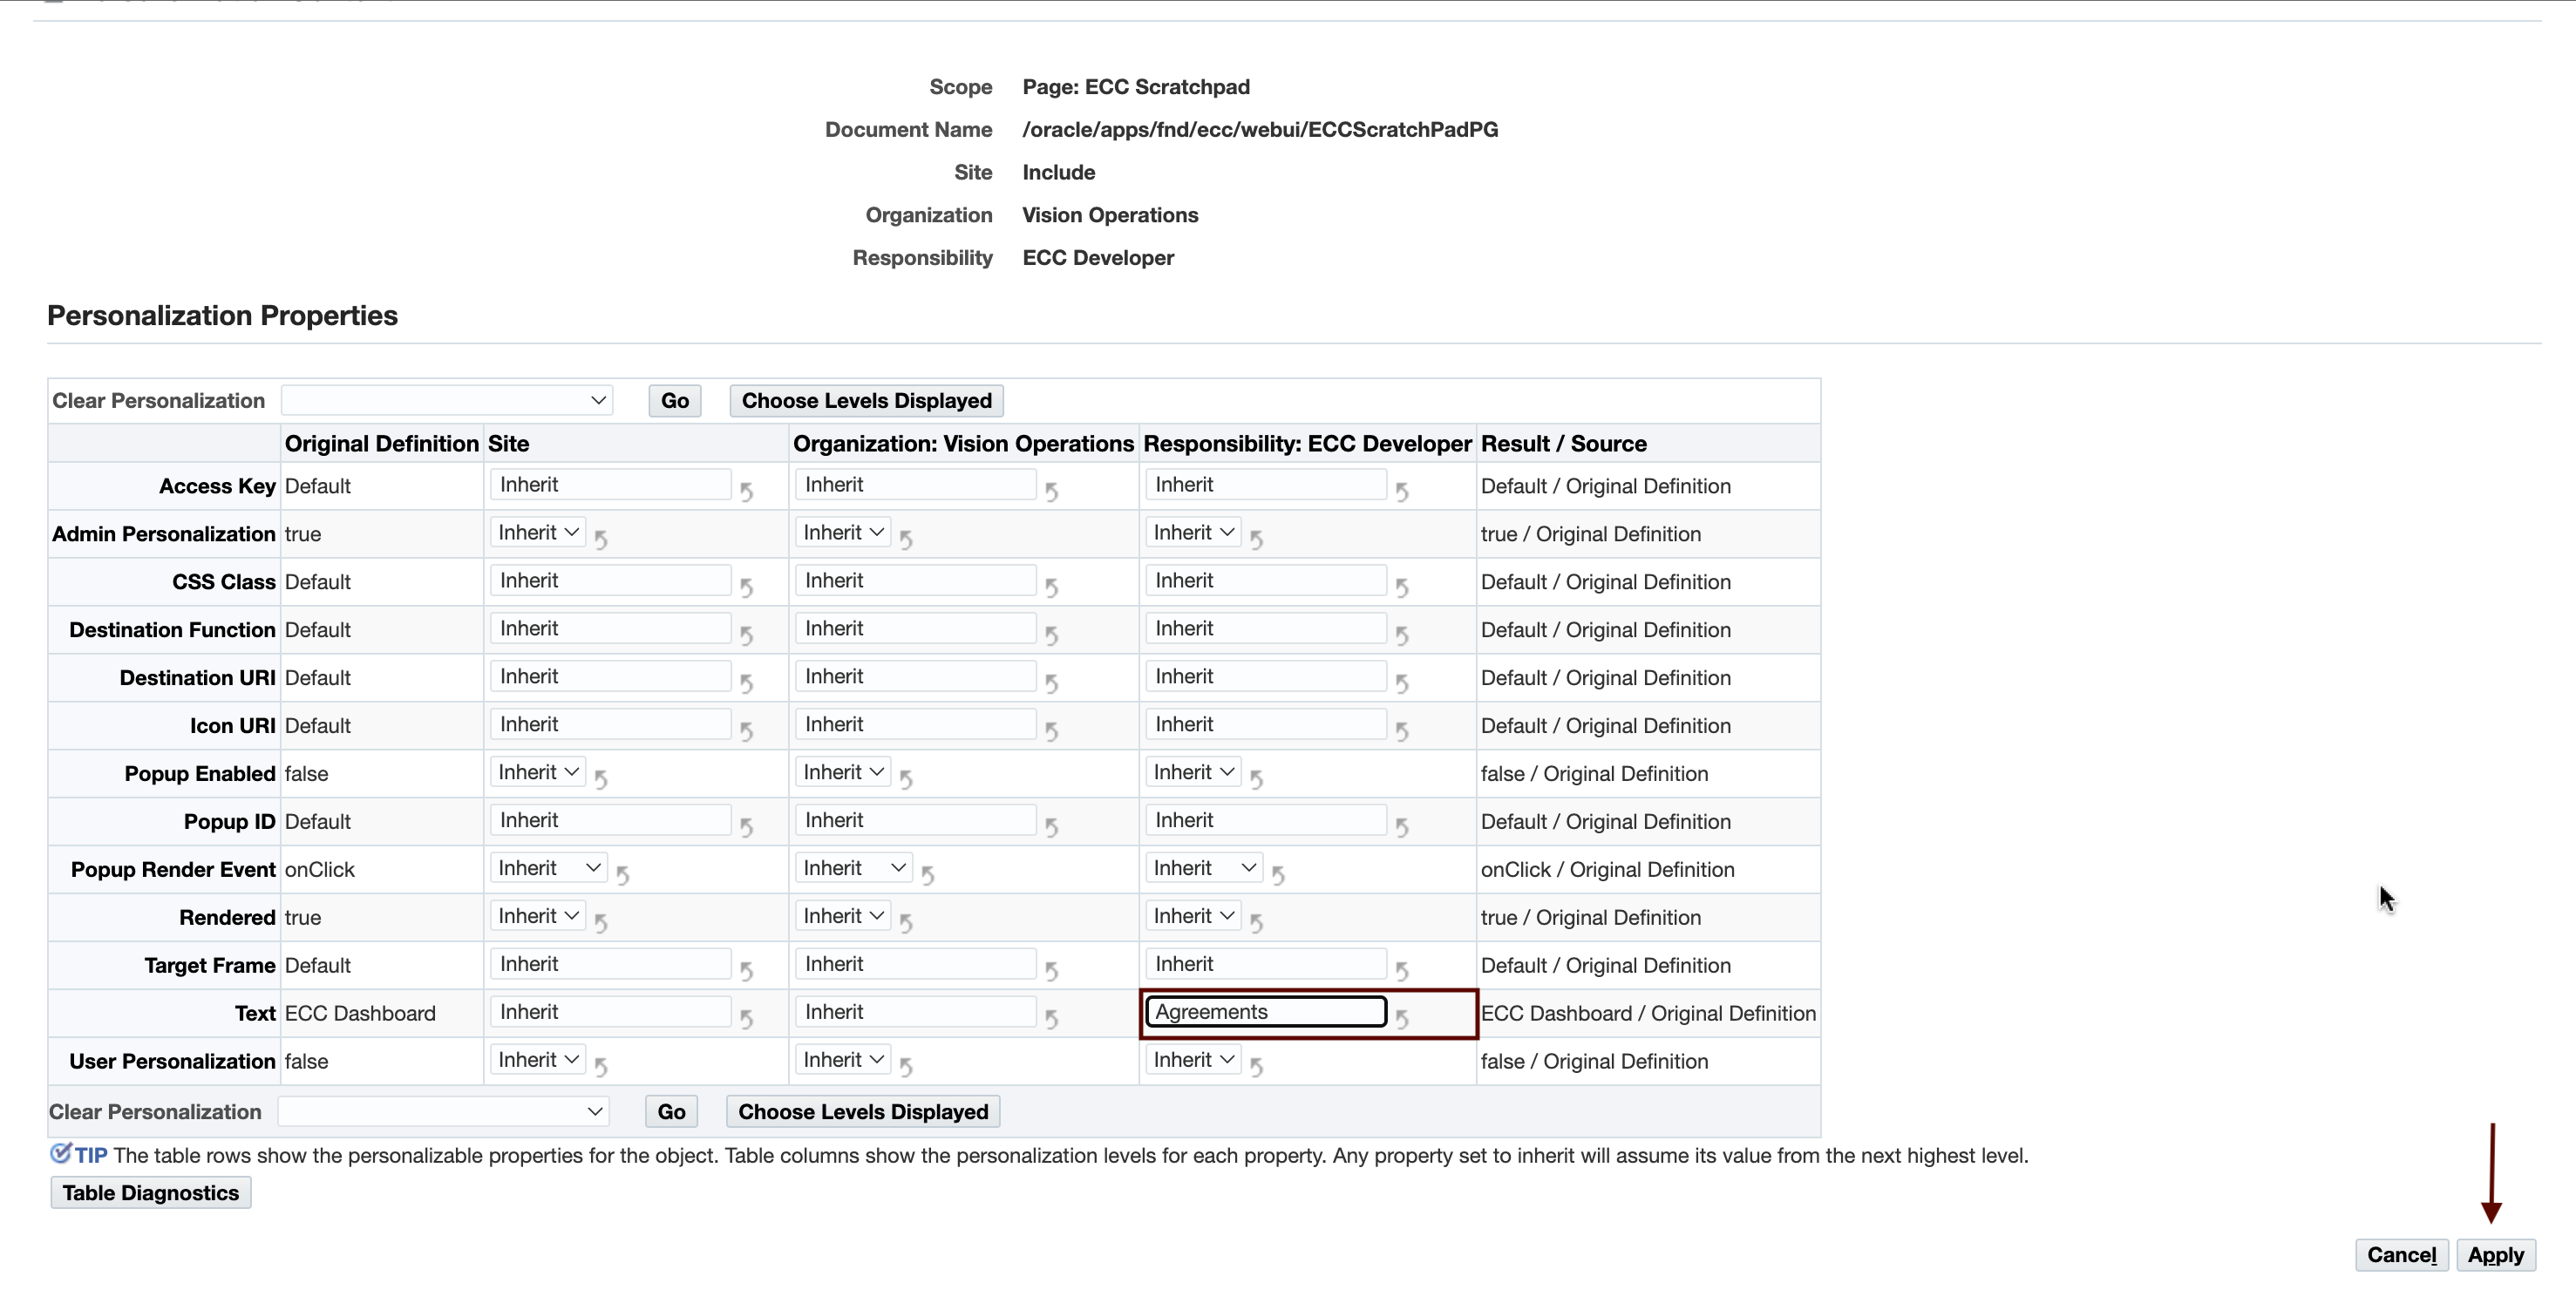 Scope Page: ECC Scratchpad
Document Name /oracle/apps/fnd/ecc/webui/ECCScratchPadPG
Site Include
Organization Vision Operations
Responsibility ECC Developer
Personalization Properties
Clear Personalization Go Choose Levels Displayed
Original Definition Site Organization: Vision Operations Responsibility: ECC Developer Result / Source
Access Key Default Inherit Inherit Inherit Default / Original Definition
Admin Personalization true Inherit Inherit Inherit true / Original Definition
CSS Class Default Inherit Inherit Inherit Default / Original Definition
Destination Function Default Inherit Inherit Inherit Default / Original Definition
Destination URI Default Inherit Inherit Inherit Default / Original Definition
Icon URI Default Inherit Inherit Inherit Default / Original Definition
Popup Enabled false Inherit Inherit Inherit false / Original Definition
Popup ID Default Inherit Inherit Inherit Default / Original Definition
Popup Render Event onClick Inherit Inherit Inherit onClick / Original Definition
Rendered true Inherit Inherit Inherit true / Original Definition
Target Frame Default Inherit Inherit Inherit Default / Original Definition
Text ECC Dashboard Inherit Inherit Agreements ECC Dashboard / Original Definition
User Personalization false Inherit Inherit Inherit false / Original Definition
Clear Personalization Go Choose Levels Displayed
TIP The table rows show the personalizable properties for the object. Table columns show the personalization levels for each property. Any property set to inherit will assume its value from the next highest level.
Table Diagnostics
Cancel Apply